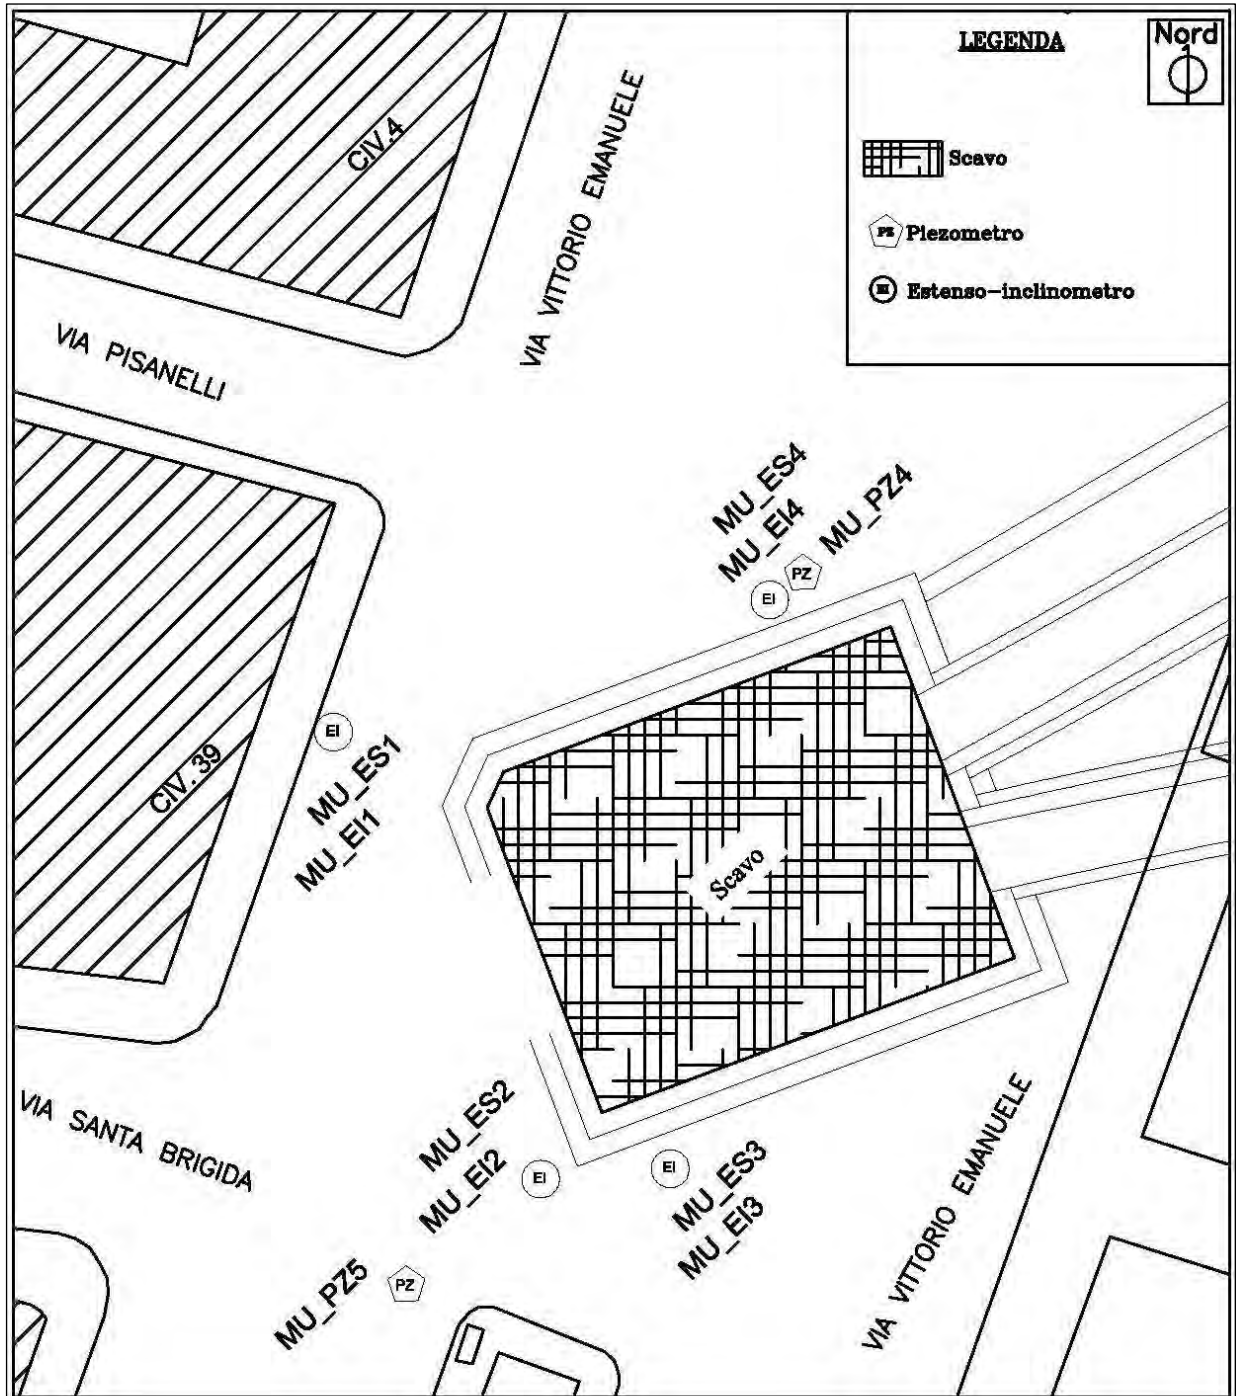 LEGENDA
Nord
Scavo
PZ Piezometro
EI Estenso-inclinometro
CIV.4
VIA VITTORIO EMANUELE
VIA PISANELLI
MU_ES4
MU_EI4
MU_PZ4
PZ
EI
EI
MU_ES1
MU_EI1
CIV. 39
Scavo
VIA SANTA BRIGIDA
MU_ES2
MU_EI2
EI
EI
MU_ES3
MU_EI3
MU_PZ5
PZ
VIA VITTORIO EMANUELE